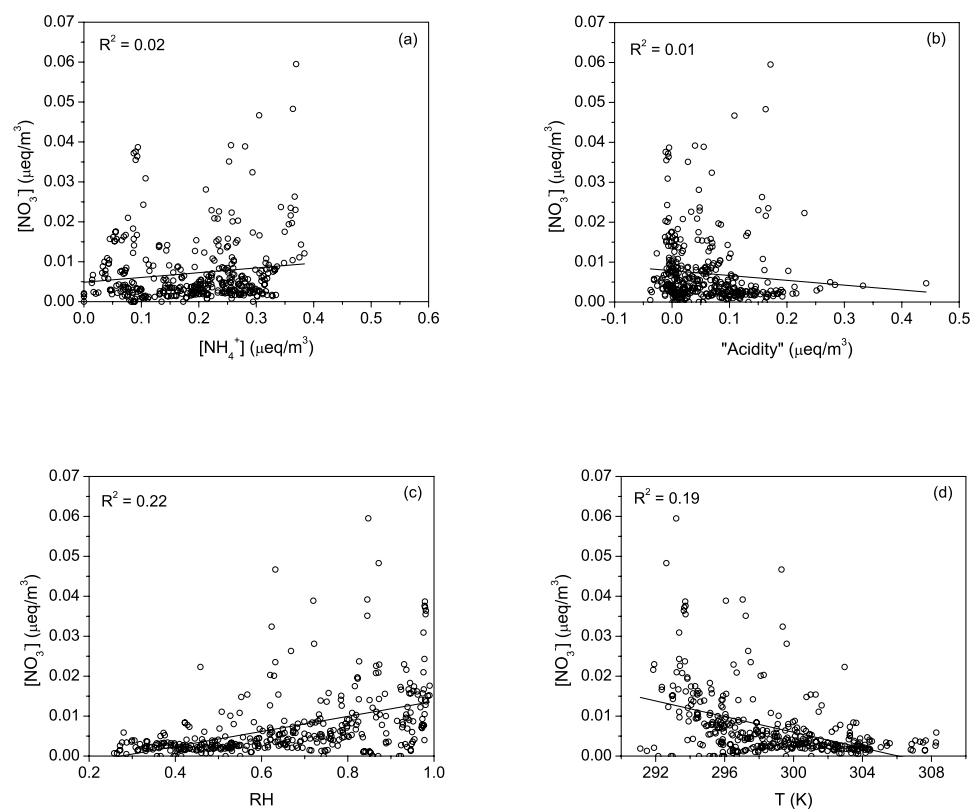 0.07
0.06
0.05
0.04
0.03
0.02
0.01
0.00
[NO₃⁻] (μeq/m³)
R² = 0.02
(a)
0.0 0.1 0.2 0.3 0.4 0.5 0.6
[NH₄⁺] (μeq/m³)
0.07
0.06
0.05
0.04
0.03
0.02
0.01
0.00
[NO₃⁻] (μeq/m³)
R² = 0.01
(b)
-0.1 0.0 0.1 0.2 0.3 0.4 0.5
"Acidity" (μeq/m³)
0.07
0.06
0.05
0.04
0.03
0.02
0.01
0.00
[NO₃⁻] (μeq/m³)
R² = 0.22
(c)
0.2 0.4 0.6 0.8 1.0
RH
0.07
0.06
0.05
0.04
0.03
0.02
0.01
0.00
[NO₃⁻] (μeq/m³)
R² = 0.19
(d)
292 296 300 304 308
T (K)